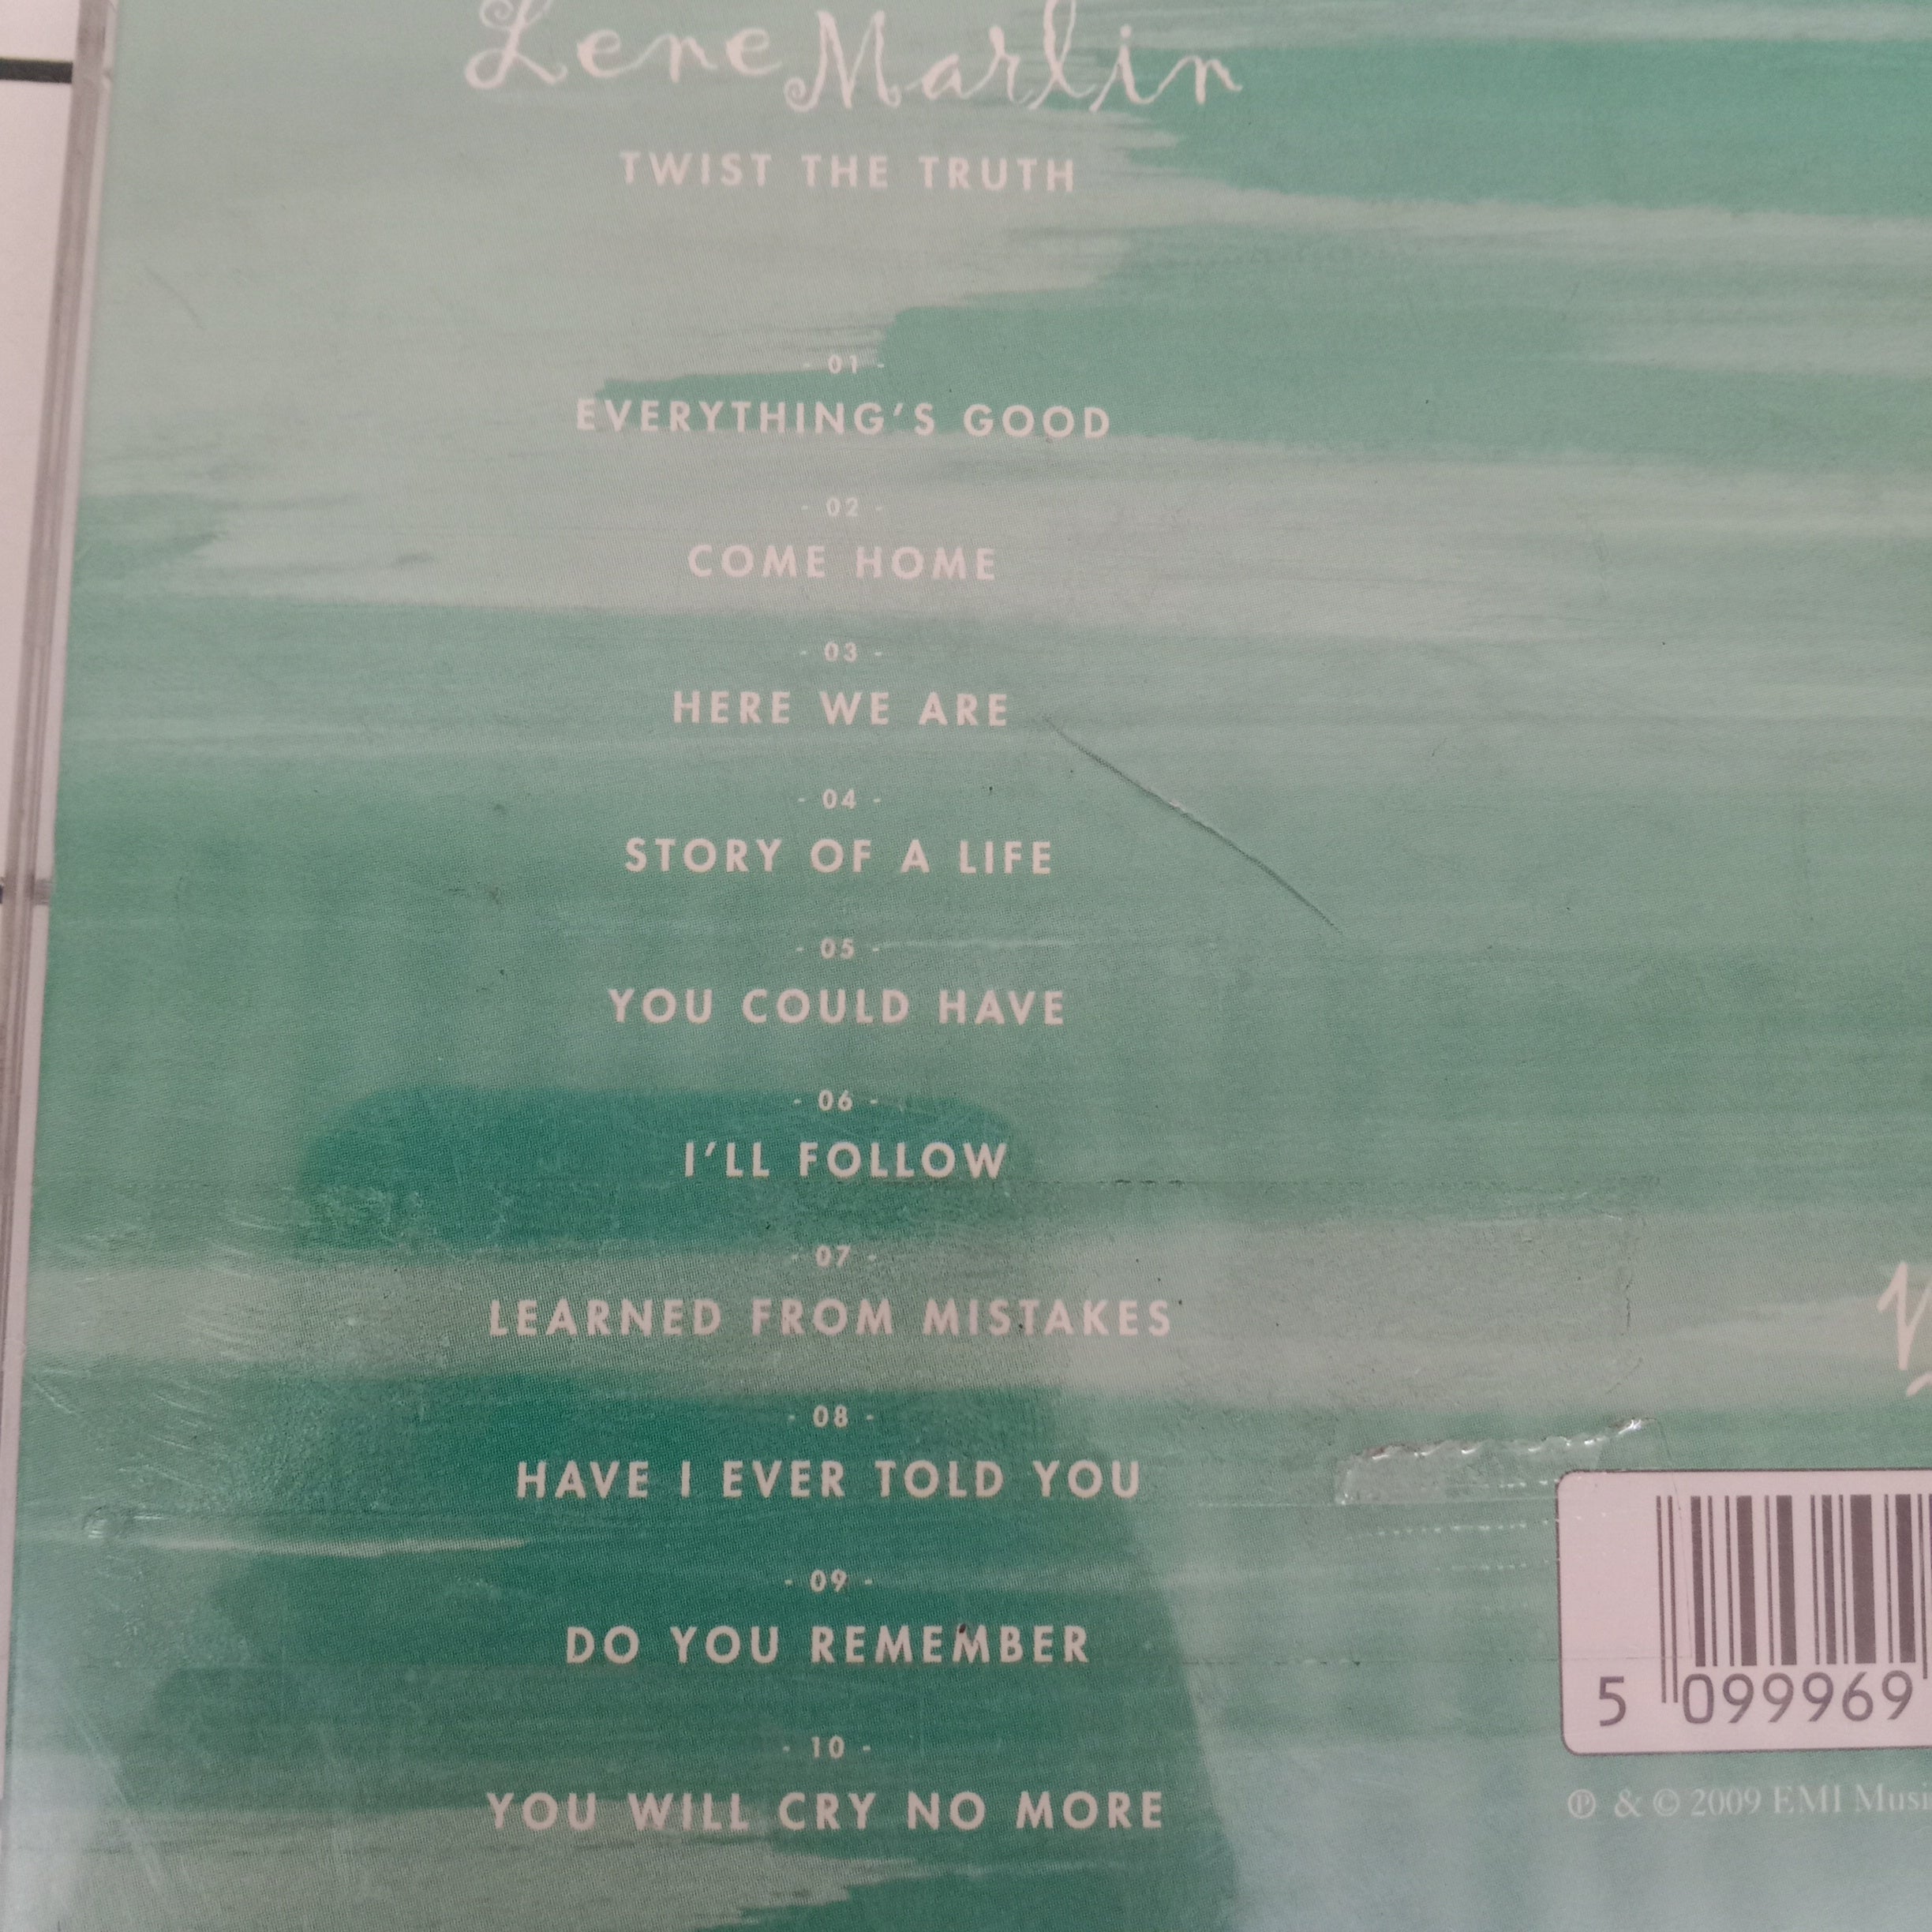 Lene Marlin
TWIST THE TRUTH
- 01 -
EVERYTHING'S GOOD
- 02 -
COME HOME
- 03 -
HERE WE ARE
- 04 -
STORY OF A LIFE
- 05 -
YOU COULD HAVE
- 06 -
I'LL FOLLOW
- 07 -
LEARNED FROM MISTAKES
- 08 -
HAVE I EVER TOLD YOU
- 09 -
DO YOU REMEMBER
- 10 -
YOU WILL CRY NO MORE
5 099969
℗ & © 2009 EMI